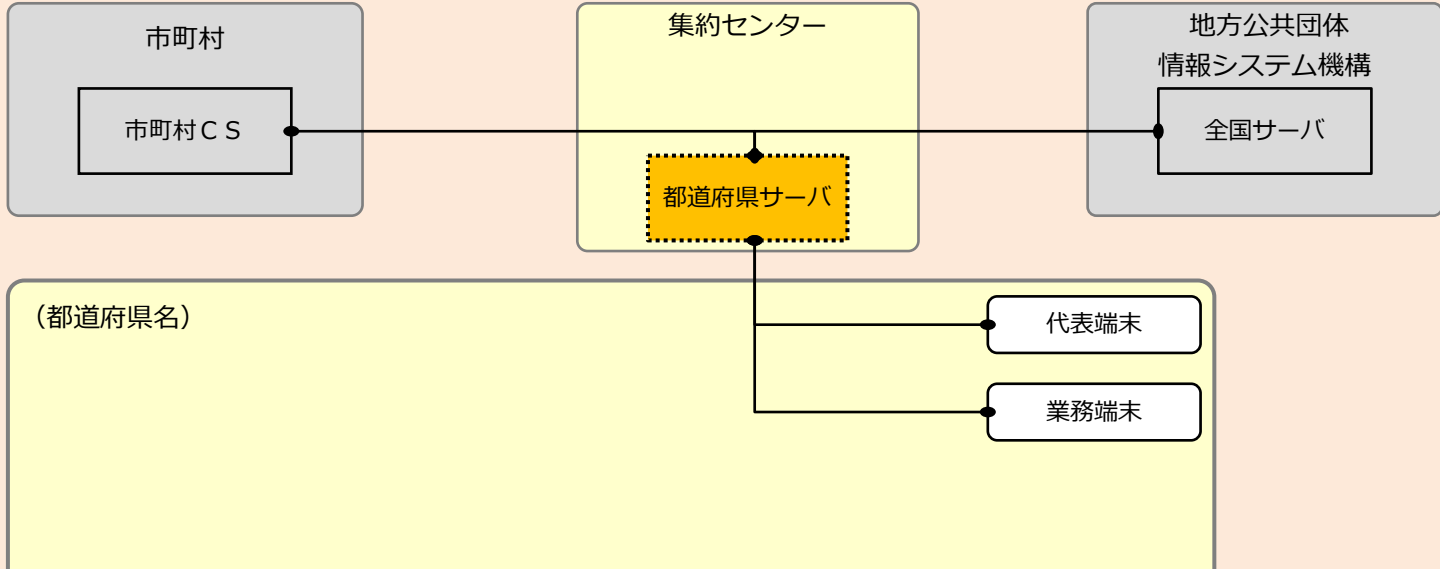 市町村
市町村ＣＳ
集約センター
都道府県サーバ
地方公共団体
情報システム機構
全国サーバ
（都道府県名）
代表端末
業務端末